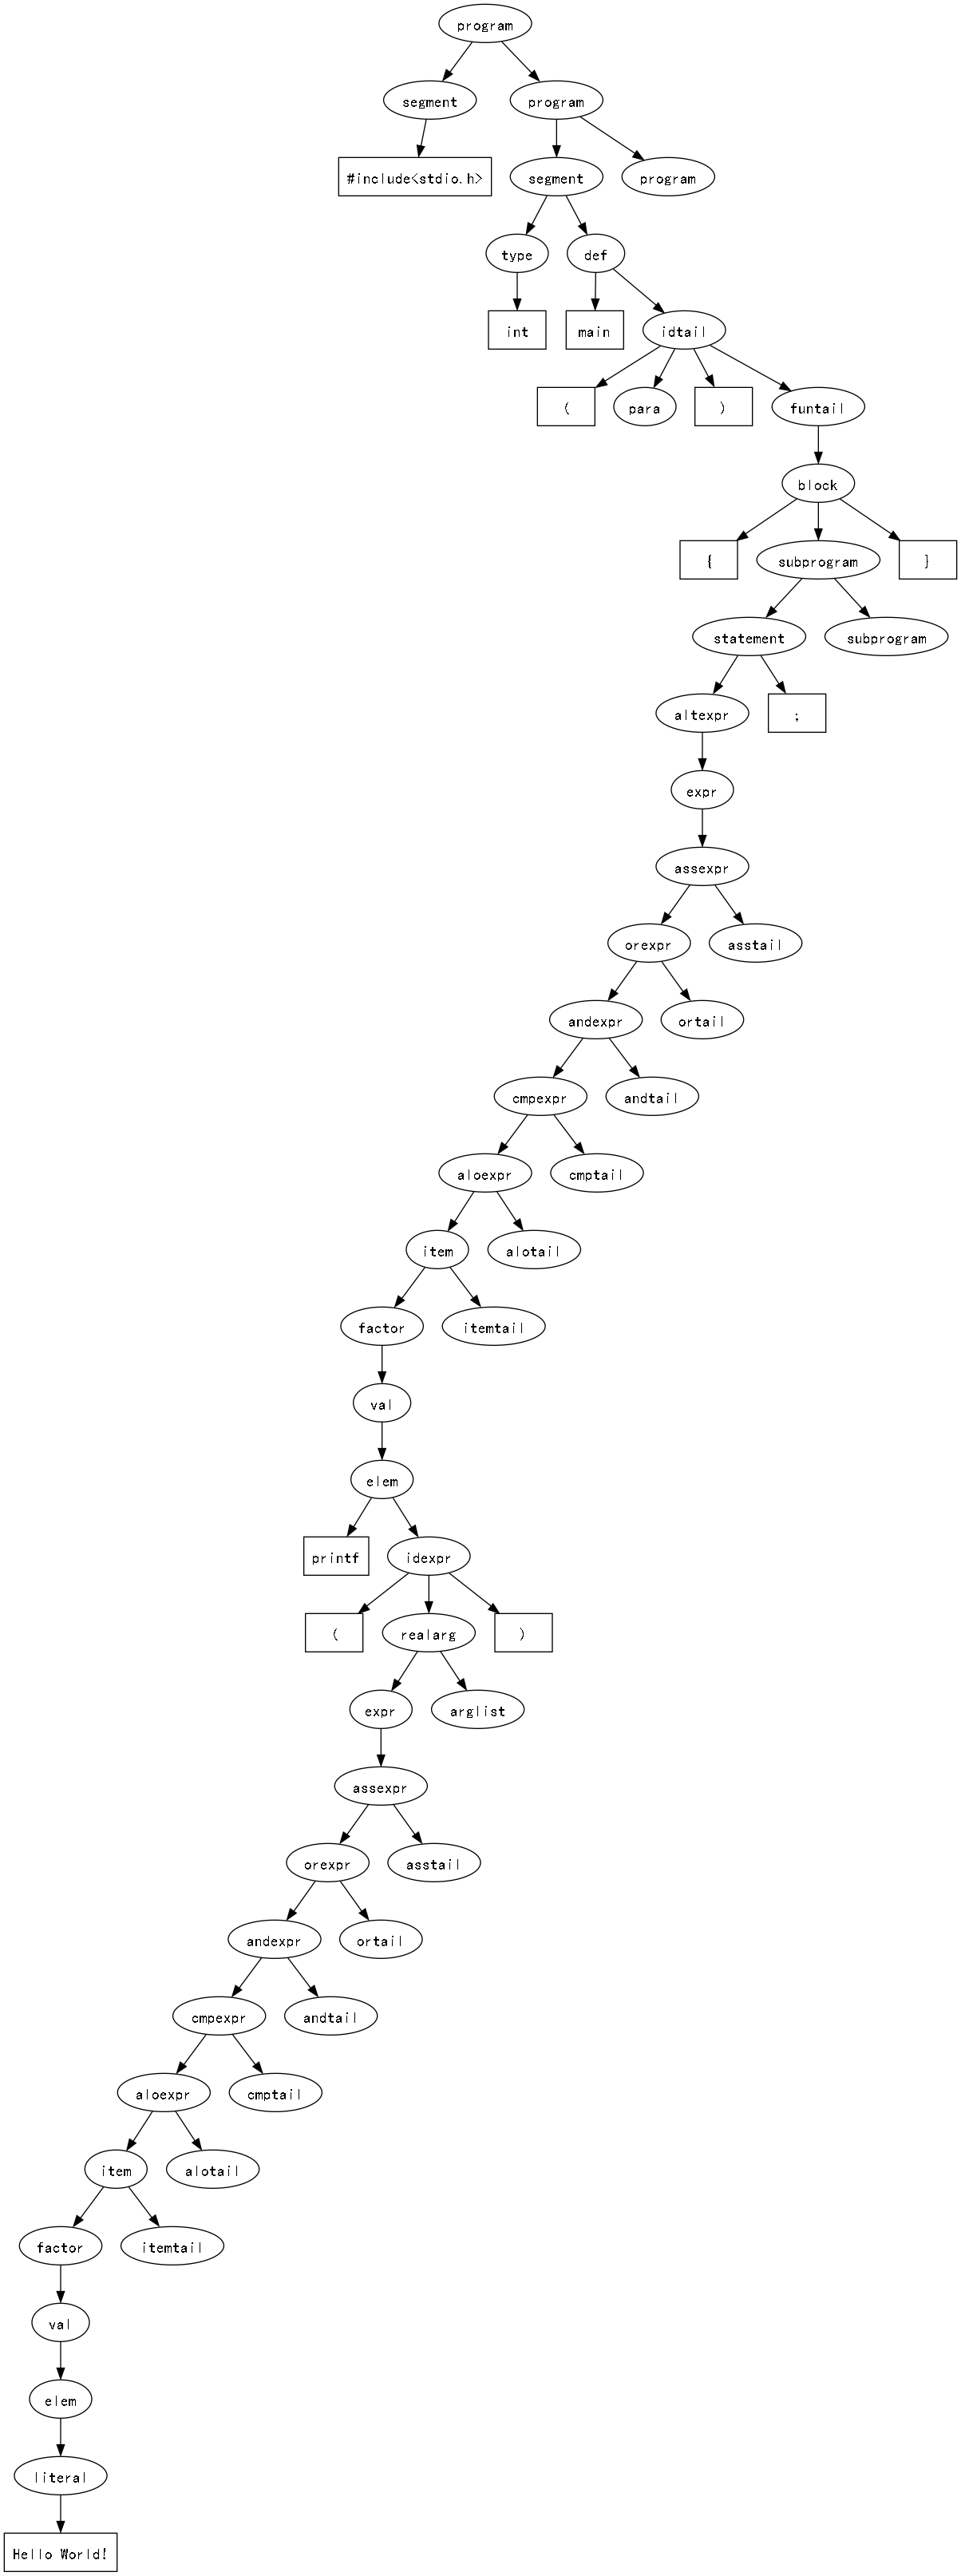 program
segment program
#include<stdio.h> segment program
type def
int main idtail
( para ) funtail
block
{ subprogram }
statement subprogram
altexpr ;
expr
assexpr
orexpr asstail
andexpr ortail
cmpexpr andtail
aloexpr cmptail
item alotail
factor itemtail
val
elem
printf idexpr
( realarg )
expr arglist
assexpr
orexpr asstail
andexpr ortail
cmpexpr andtail
aloexpr cmptail
item alotail
factor itemtail
val
elem
literal
Hello World!